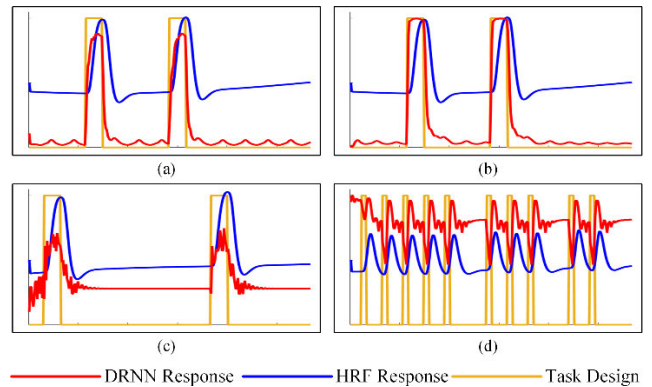 (a)
(b)
(c)
(d)
DRNN Response HRF Response Task Design